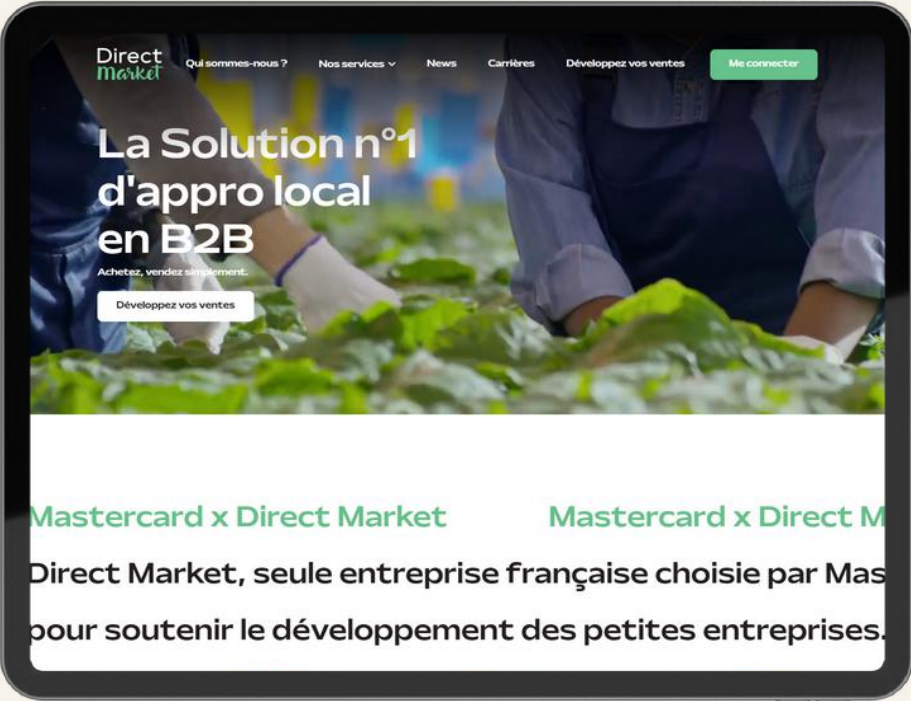 Direct
Market
Qui sommes-nous ?
Nos services
News
Carrières
Développez vos ventes
Me connecter
La Solution n°1
d'appro local
en B2B
Achetez, vendez simplement.
Développez vos ventes
Mastercard x Direct Market Mastercard x Direct M
Direct Market, seule entreprise française choisie par Mas
pour soutenir le développement des petites entreprises.